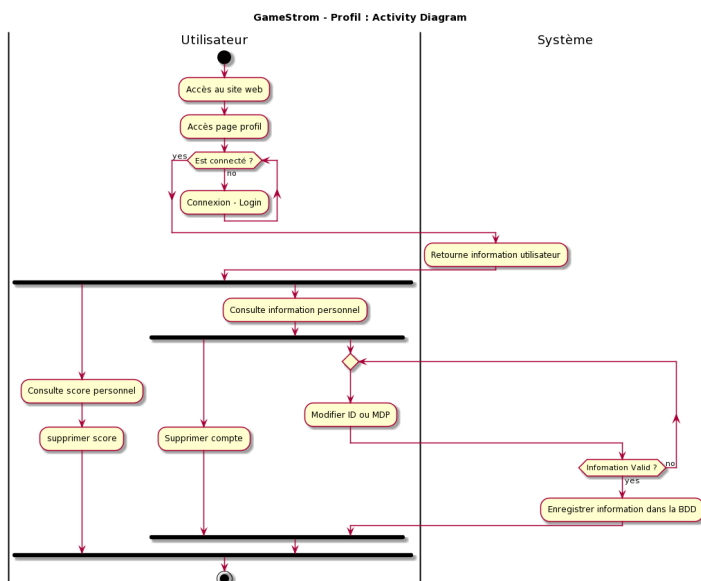 GameStrom - Profil : Activity Diagram
Utilisateur
Système
Accès au site web
Accès page profil
yes
Est connecté ?
no
Connexion - Login
Retourne information utilisateur
Consulte information personnel
Consulte score personnel
Modifier ID ou MDP
supprimer score
Supprimer compte
Infomation Valid ?
no
yes
Enregistrer information dans la BDD